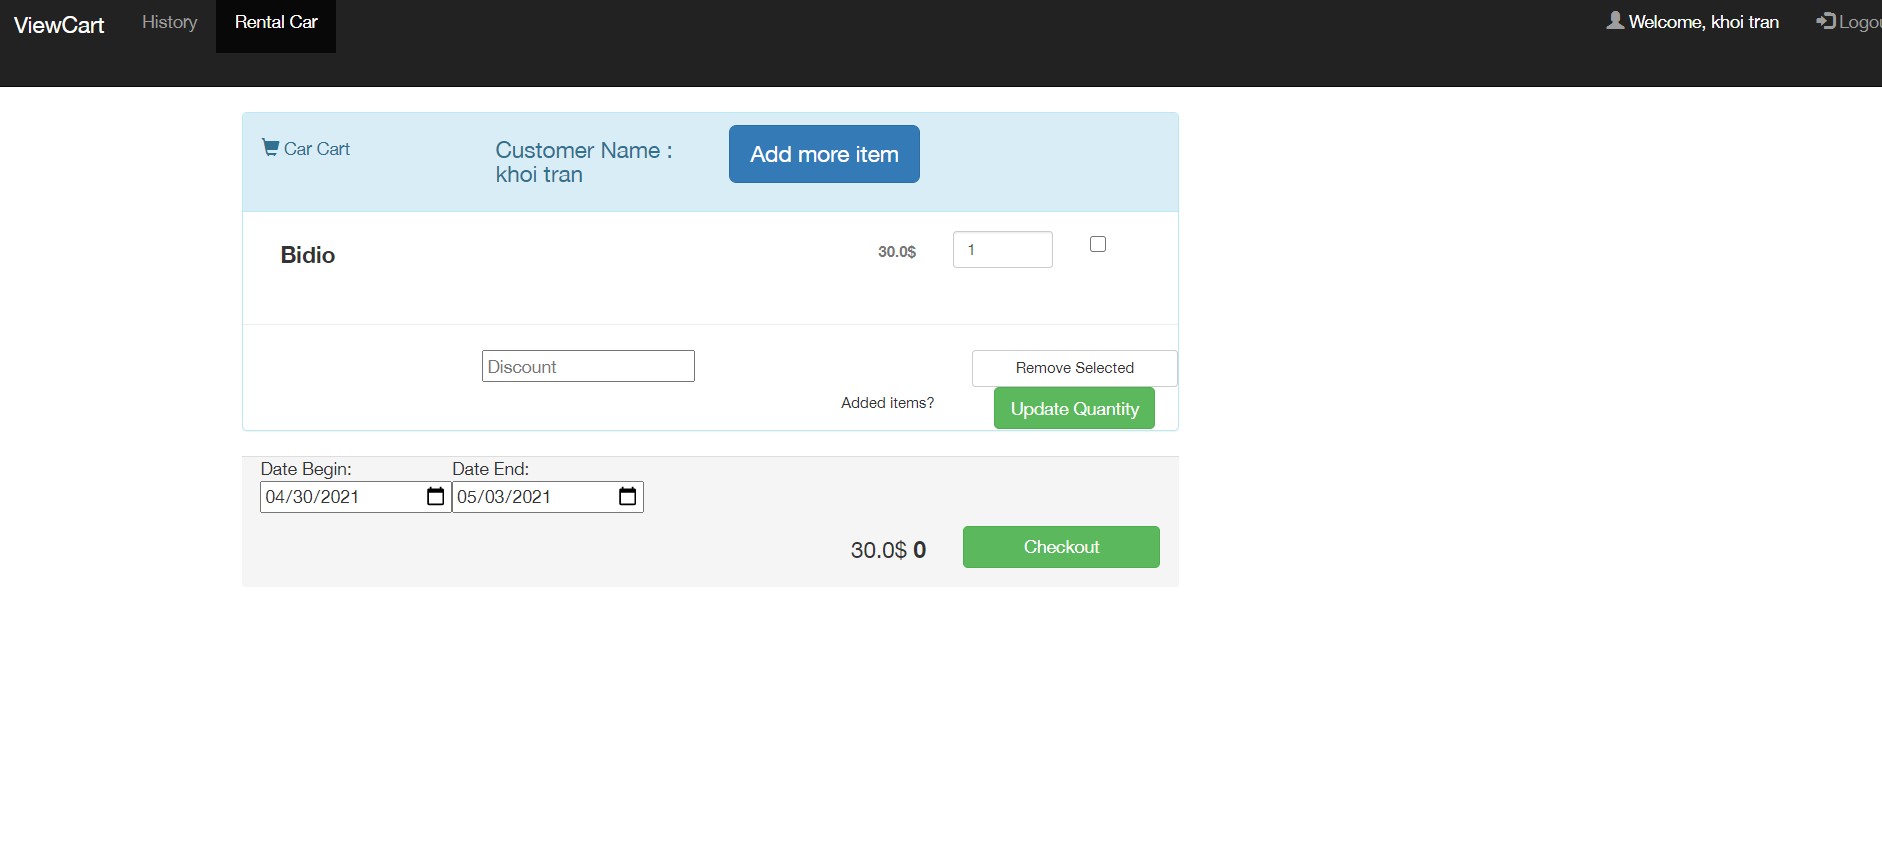 ViewCart History Rental Car Welcome, khoi tran Logou
Car Cart
Customer Name :
khoi tran
Add more item
Bidio 30.0$ 1
Discount Remove Selected
Added items? Update Quantity
Date Begin: Date End:
04/30/2021 05/03/2021
30.0$ 0 Checkout